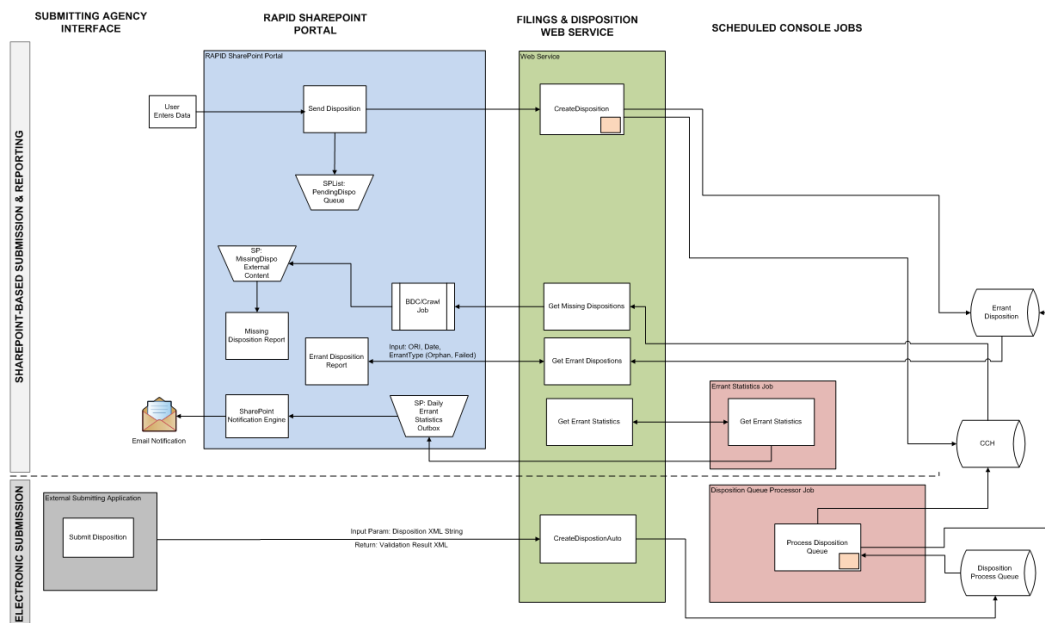 SUBMITTING AGENCY
INTERFACE
RAPID SHAREPOINT
PORTAL
FILINGS & DISPOSITION
WEB SERVICE
SCHEDULED CONSOLE JOBS
SHAREPOINT-BASED SUBMISSION & REPORTING
RAPID SharePoint Portal
Web Service
User
Enters Data
Send Disposition
CreateDisposition
SPList:
PendingDispo
Queue
SP:
MissingDispo
External
Content
BDC/Crawl
Job
Get Missing Dispositions
Errant
Disposition
Missing
Disposition Report
Errant Disposition
Report
Input: ORI, Date,
ErrantType (Orphan, Failed)
Get Errant Dispostions
Errant Statistics Job
SharePoint
Notification Engine
SP: Daily
Errant
Statistics
Outbox
Get Errant Statistics
Get Errant Statistics
Email Notification
CCH
ELECTRONIC SUBMISSION
External Submitting Application
Disposition Queue Processor Job
Submit Disposition
Input Param: Disposition XML String
Return: Validation Result XML
CreateDispostionAuto
Process Disposition
Queue
Disposition
Process Queue